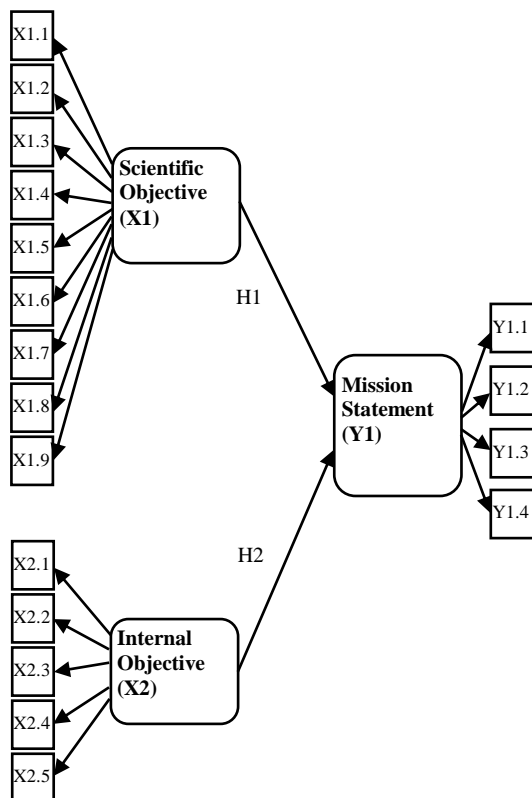 X1.1
X1.2
X1.3
X1.4
X1.5
X1.6
X1.7
X1.8
X1.9
Scientific
Objective
(X1)
H1
Mission
Statement
(Y1)
Y1.1
Y1.2
Y1.3
Y1.4
H2
X2.1
X2.2
X2.3
X2.4
X2.5
Internal
Objective
(X2)